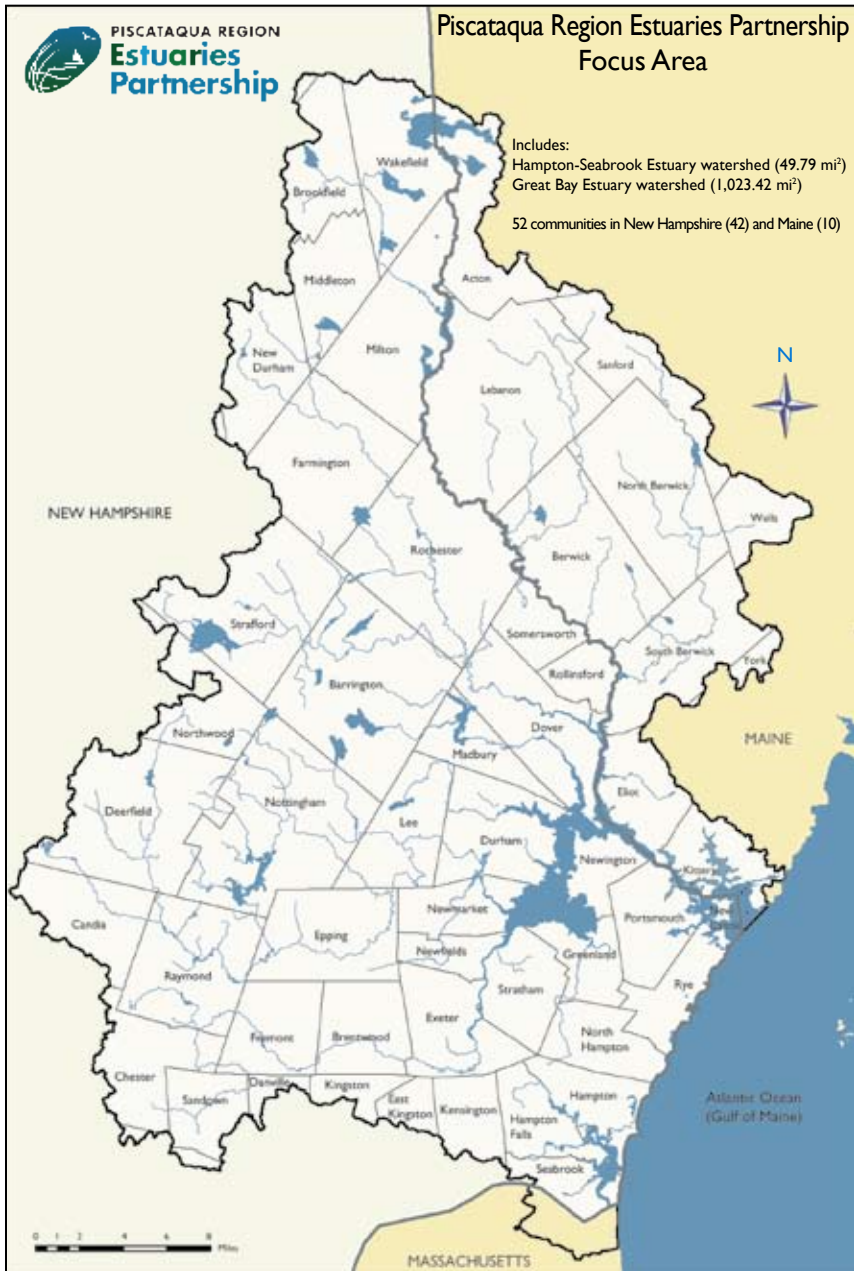 PISCATAQUA REGION
Estuaries
Partnership
Piscataqua Region Estuaries Partnership
Focus Area
Includes:
Hampton-Seabrook Estuary watershed (49.79 mi²)
Great Bay Estuary watershed (1,023.42 mi²)
52 communities in New Hampshire (42) and Maine (10)
Wakefield
Brookfield
Middleton
Acton
New
Durham
Milson
Lebanon
Sanford
N
Farmington
NEW HAMPSHIRE
North Berwick
Wells
Rochester
Berwick
Strafford
Somersworth
South Berwick
York
Rollinsford
Barrington
Dover
Northwood
Madbury
MAINE
Deerfield
Nottingham
Lee
Eliot
Durham
Newington
Kittery
Candia
Epping
Newmarket
Portsmouth
New
Newfields
Greenland
Raymond
Stratham
Rye
Exeter
Fremont
Brentwood
North
Hampton
Chester
Sandown
Danville
Kingston
East
Kingston
Kensington
Hampton
Hampton
Falls
Atlantic Ocean
(Gulf of Maine)
Seabrook
0 1 2 4 6 8
Miles
MASSACHUSETTS